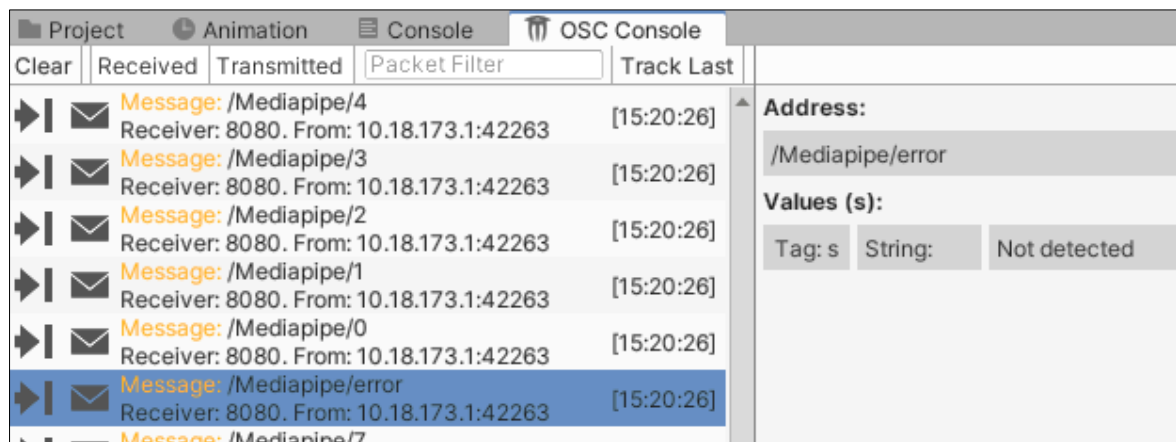 Project Animation Console OSC Console
Clear Received Transmitted Packet Filter Track Last
Message: /Mediapipe/4
Receiver: 8080. From: 10.18.173.1:42263
[15:20:26]
Message: /Mediapipe/3
Receiver: 8080. From: 10.18.173.1:42263
[15:20:26]
Message: /Mediapipe/2
Receiver: 8080. From: 10.18.173.1:42263
[15:20:26]
Message: /Mediapipe/1
Receiver: 8080. From: 10.18.173.1:42263
[15:20:26]
Message: /Mediapipe/0
Receiver: 8080. From: 10.18.173.1:42263
[15:20:26]
Message: /Mediapipe/error
Receiver: 8080. From: 10.18.173.1:42263
[15:20:26]
Message: /Mediapipe/7
Address:
/Mediapipe/error
Values (s):
Tag: s String: Not detected